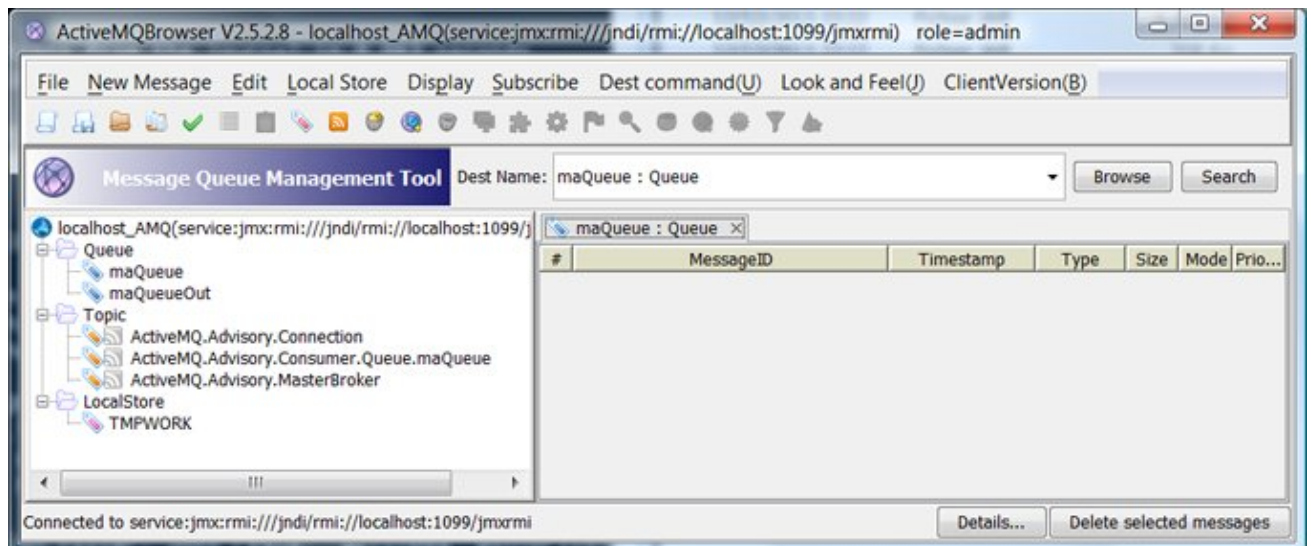 ActiveMQBrowser V2.5.2.8 - localhost_AMQ(service:jmx:rmi:///jndi/rmi://localhost:1099/jmxrmi) role=admin
File New Message Edit Local Store Display Subscribe Dest command(U) Look and Feel(J) ClientVersion(B)
Message Queue Management Tool Dest Name: maQueue : Queue Browse Search
localhost_AMQ(service:jmx:rmi:///jndi/rmi://localhost:1099/j
Queue
maQueue
maQueueOut
Topic
ActiveMQ.Advisory.Connection
ActiveMQ.Advisory.Consumer.Queue.maQueue
ActiveMQ.Advisory.MasterBroker
LocalStore
TMPWORK
maQueue : Queue
# MessageID Timestamp Type Size Mode Prio...
Connected to service:jmx:rmi:///jndi/rmi://localhost:1099/jmxrmi Details... Delete selected messages